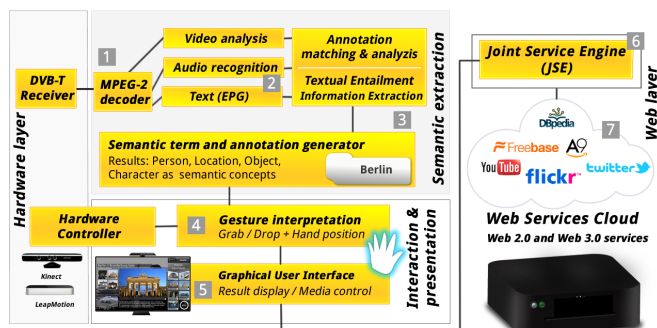 Hardware layer
DVB-T
Receiver
1
MPEG-2
decoder
Video analysis
Audio recognition
2
Text (EPG)
Annotation
matching & analyzis
Textual Entailment
Information Extraction
3
Semantic term and annotation generator
Results: Person, Location, Object,
Character as semantic concepts
Berlin
Semantic extraction
Hardware
Controller
4
Gesture interpretation
Grab / Drop + Hand position
Kinect
LeapMotion
5
Graphical User Interface
Result display / Media control
Interaction &
presentation
6
Joint Service Engine
(JSE)
Web layer
7
DBpedia
Freebase
A9
YouTube
flickr
twitter
Web Services Cloud
Web 2.0 and Web 3.0 services